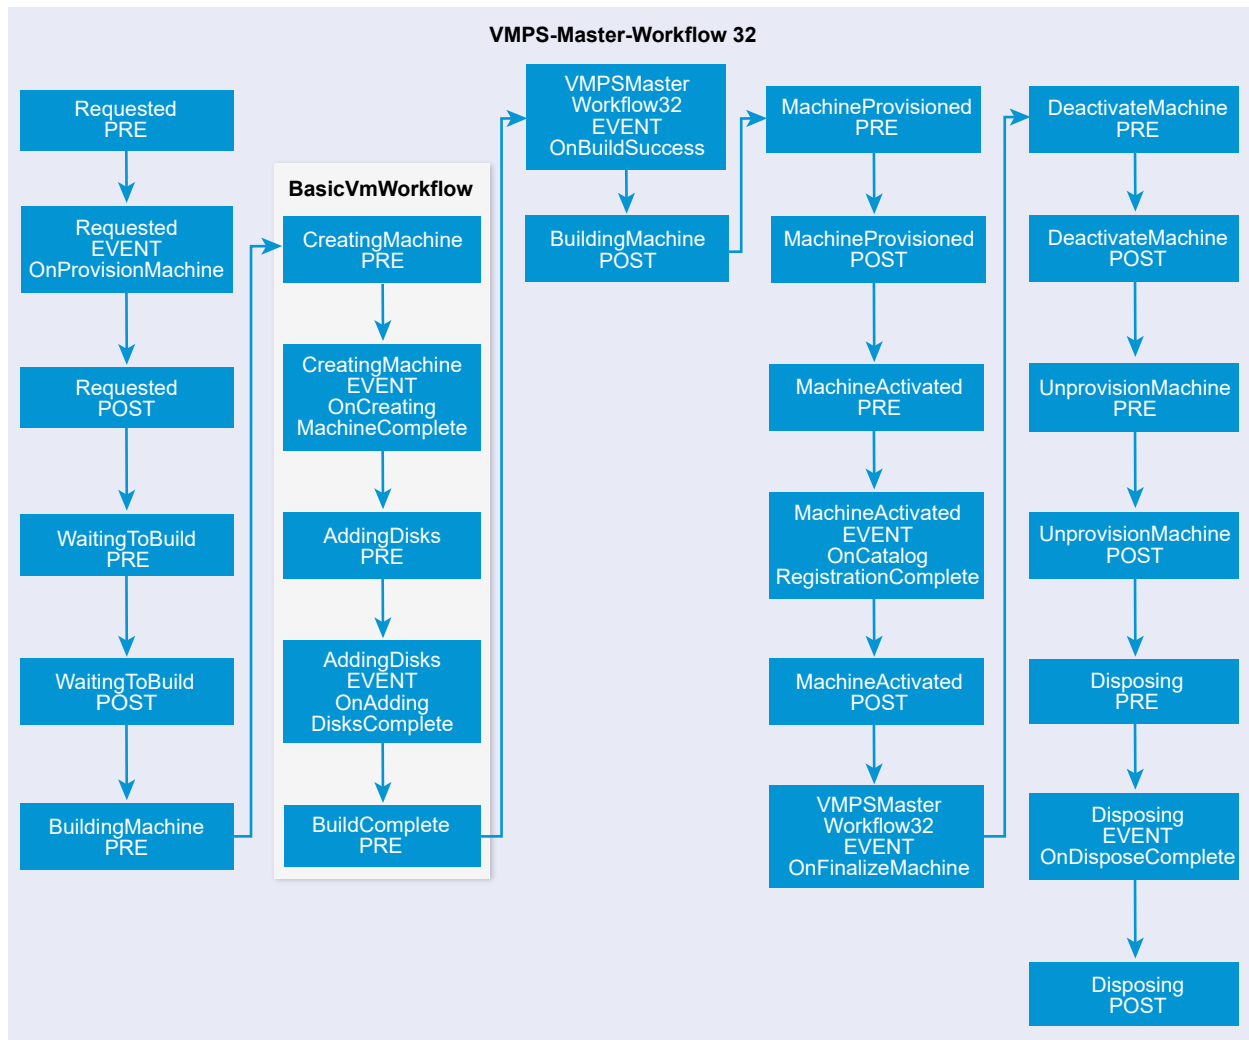 VMPS-Master-Workflow 32
Requested
PRE
Requested
EVENT
OnProvisionMachine
Requested
POST
WaitingToBuild
PRE
WaitingToBuild
POST
BuildingMachine
PRE
BasicVmWorkflow
CreatingMachine
PRE
CreatingMachine
EVENT
OnCreating
MachineComplete
AddingDisks
PRE
AddingDisks
EVENT
OnAdding
DisksComplete
BuildComplete
PRE
VMPSMaster
Workflow32
EVENT
OnBuildSuccess
BuildingMachine
POST
MachineProvisioned
PRE
MachineProvisioned
POST
MachineActivated
PRE
MachineActivated
EVENT
OnCatalog
RegistrationComplete
MachineActivated
POST
VMPSMaster
Workflow32
EVENT
OnFinalizeMachine
DeactivateMachine
PRE
DeactivateMachine
POST
UnprovisionMachine
PRE
UnprovisionMachine
POST
Disposing
PRE
Disposing
EVENT
OnDisposeComplete
Disposing
POST